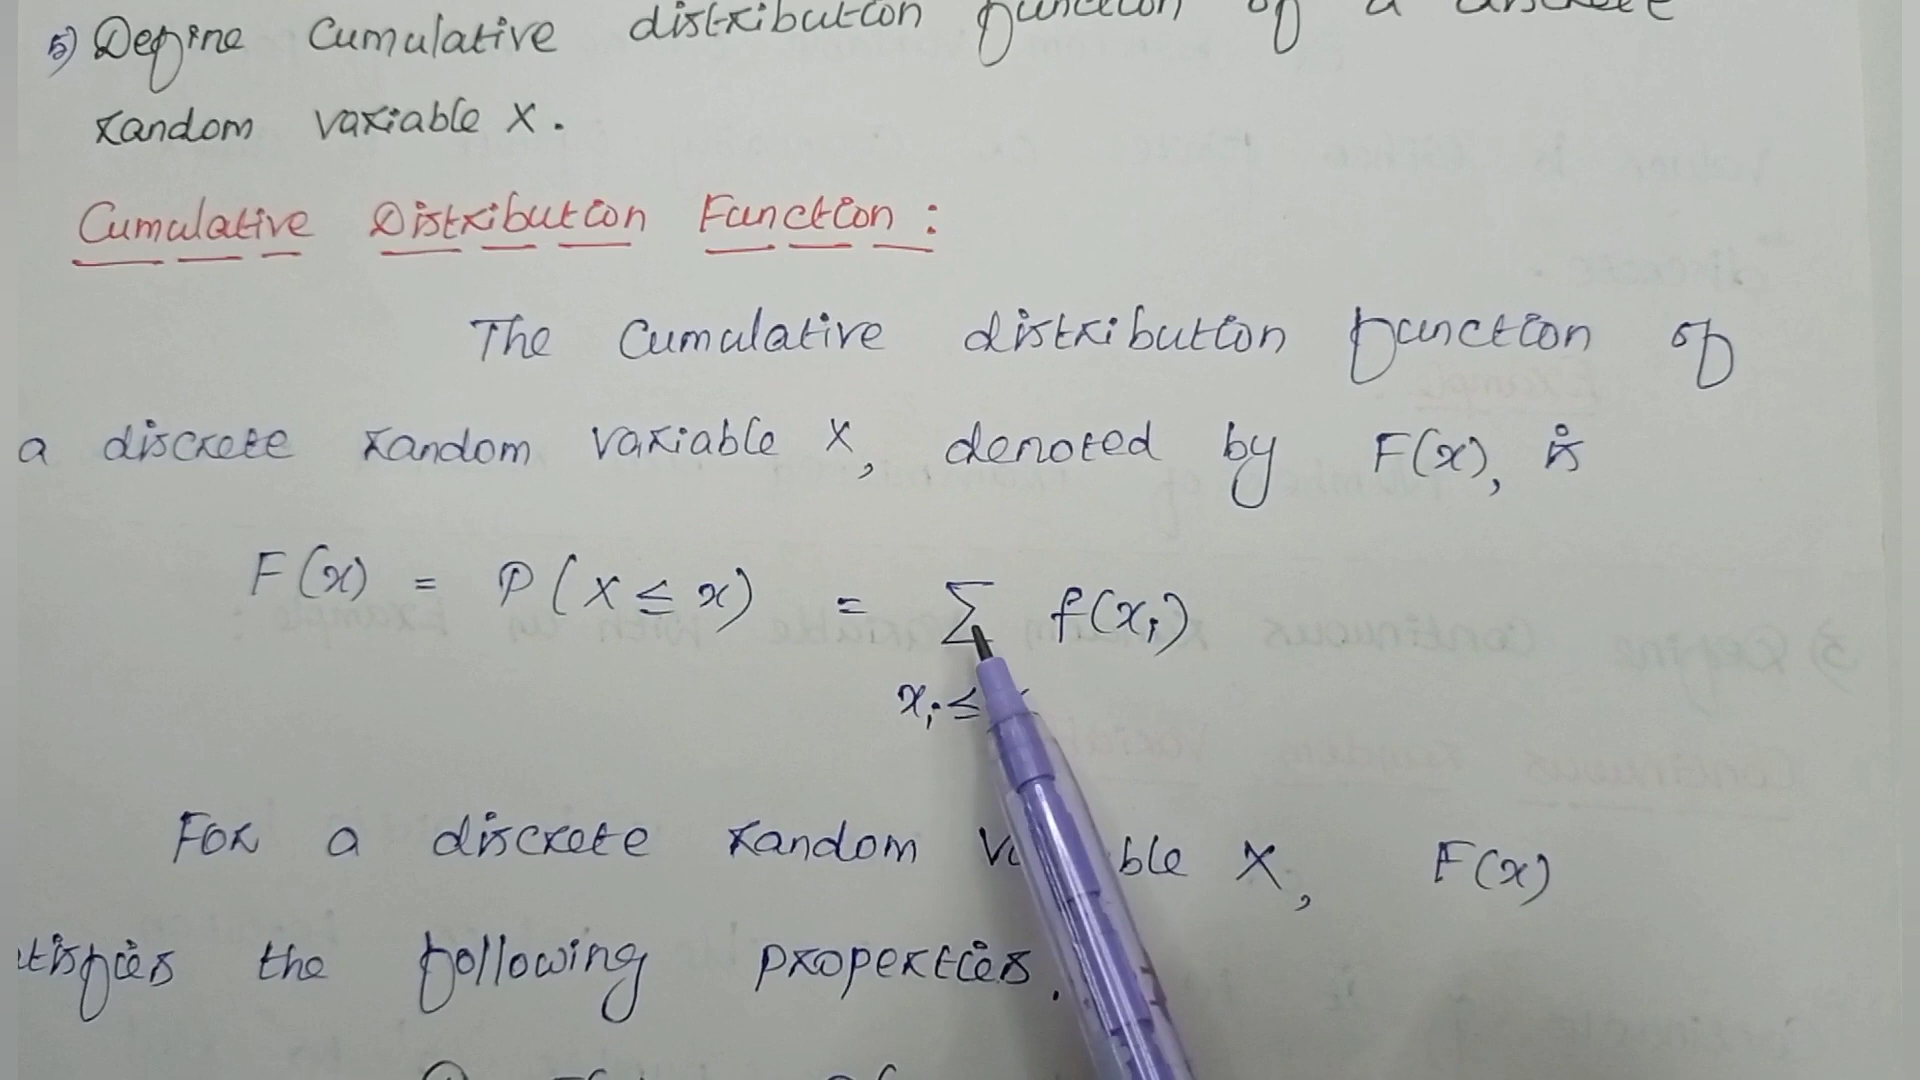 5) Define Cumulative distribution function of a discrete
random variable X.
Cumulative Distribution Function :
The Cumulative distribution function of
a discrete random variable X, denoted by F(x), is
F(x) = P(X ≤ x) = Σ f(xᵢ)
xᵢ ≤
For a discrete random ble X, F(x)
the following properties.